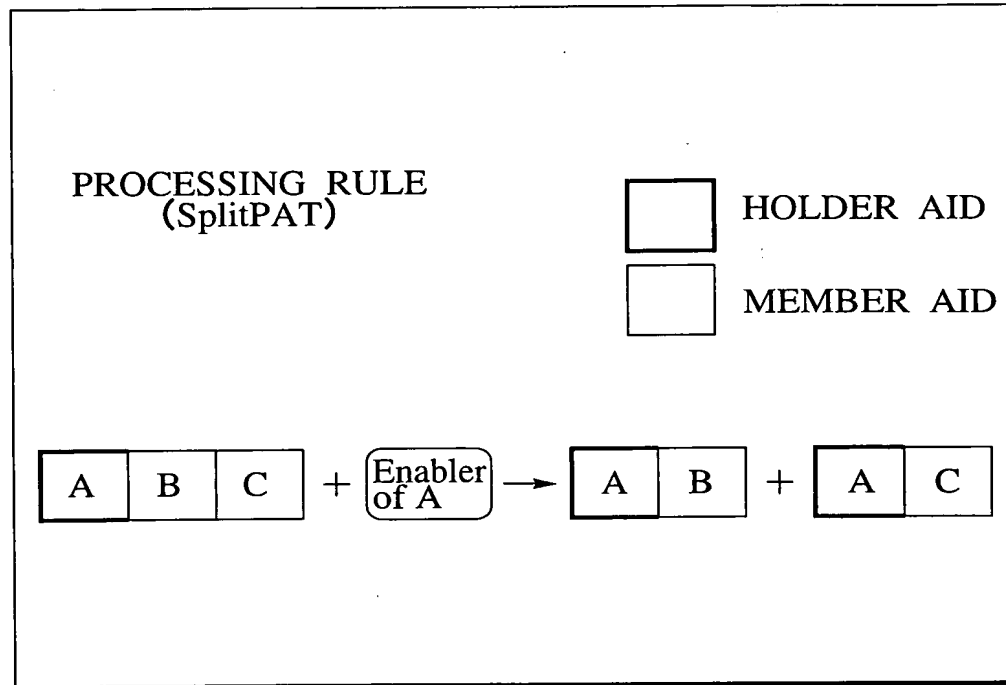 PROCESSING RULE
(SplitPAT)
HOLDER AID
MEMBER AID
A B C + Enabler of A → A B + A C